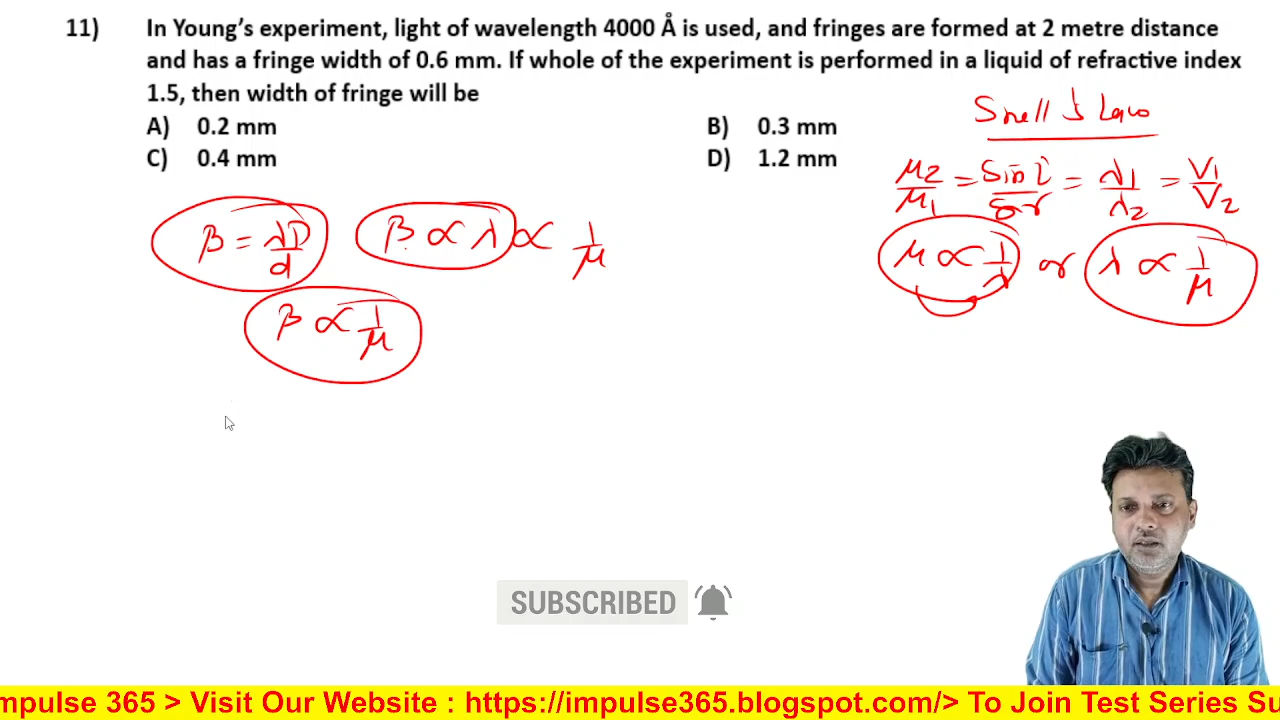 11) In Young's experiment, light of wavelength 4000 Å is used, and fringes are formed at 2 metre distance
and has a fringe width of 0.6 mm. If whole of the experiment is performed in a liquid of refractive index
1.5, then width of fringe will be
A) 0.2 mm B) 0.3 mm
C) 0.4 mm D) 1.2 mm
Snell's Law
μ2/μ1 = Sin i/Sin r = λ1/λ2 = V1/V2
β = λD/d β ∝ λ ∝ 1/μ
μ ∝ 1/λ or λ ∝ 1/μ
β ∝ 1/μ
SUBSCRIBED
mpulse 365 > Visit Our Website : https://impulse365.blogspot.com/> To Join Test Series Su